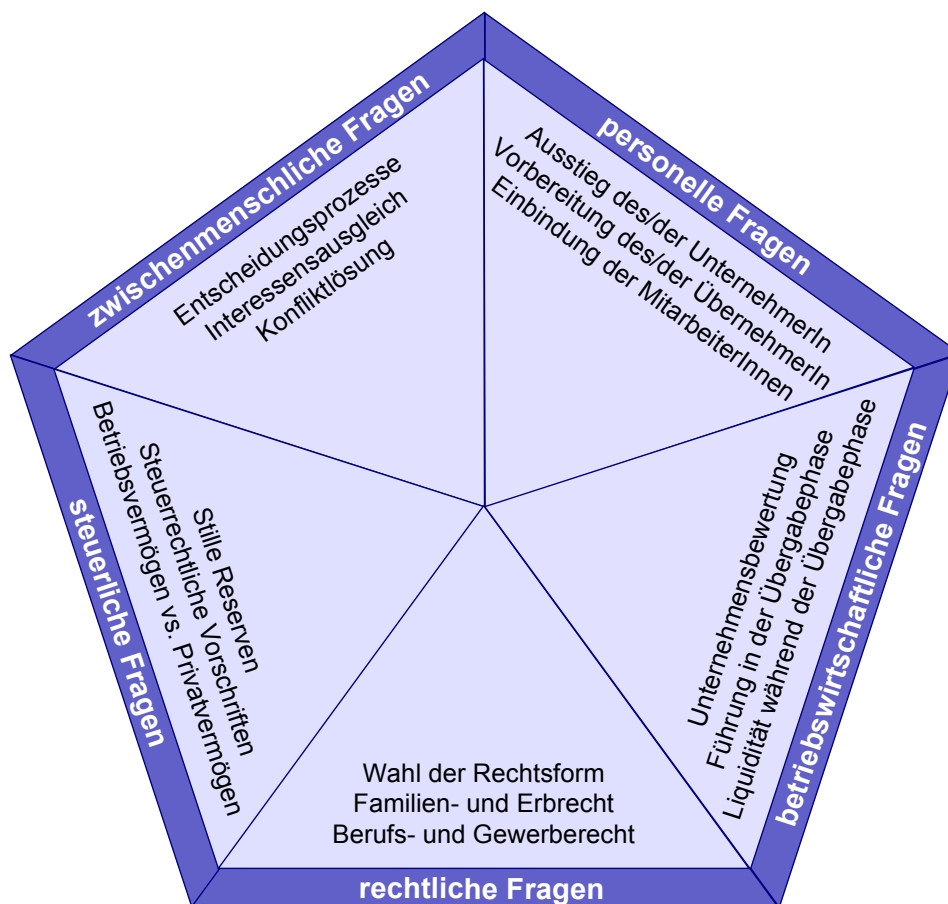 zwischenmenschliche Fragen
Entscheidungsprozesse
Interessensausgleich
Konfliktlösung
personelle Fragen
Ausstieg des/der UnternehmerIn
Vorbereitung des/der ÜbernehmerIn
Einbindung der MitarbeiterInnen
betriebswirtschaftliche Fragen
Unternehmensbewertung
Führung in der Übergabephase
Liquidität während der Übergabephase
steuerliche Fragen
Stille Reserven
Steuerrechtliche Vorschriften
Betriebsvermögen vs. Privatvermögen
Wahl der Rechtsform
Familien- und Erbrecht
Berufs- und Gewerberecht
rechtliche Fragen